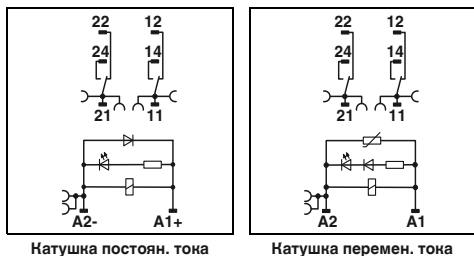 22 12
24 14
21 11
A2- A1+
Катушка постоян. тока
22 12
24 14
21 11
A2 A1
Катушка перемен. тока